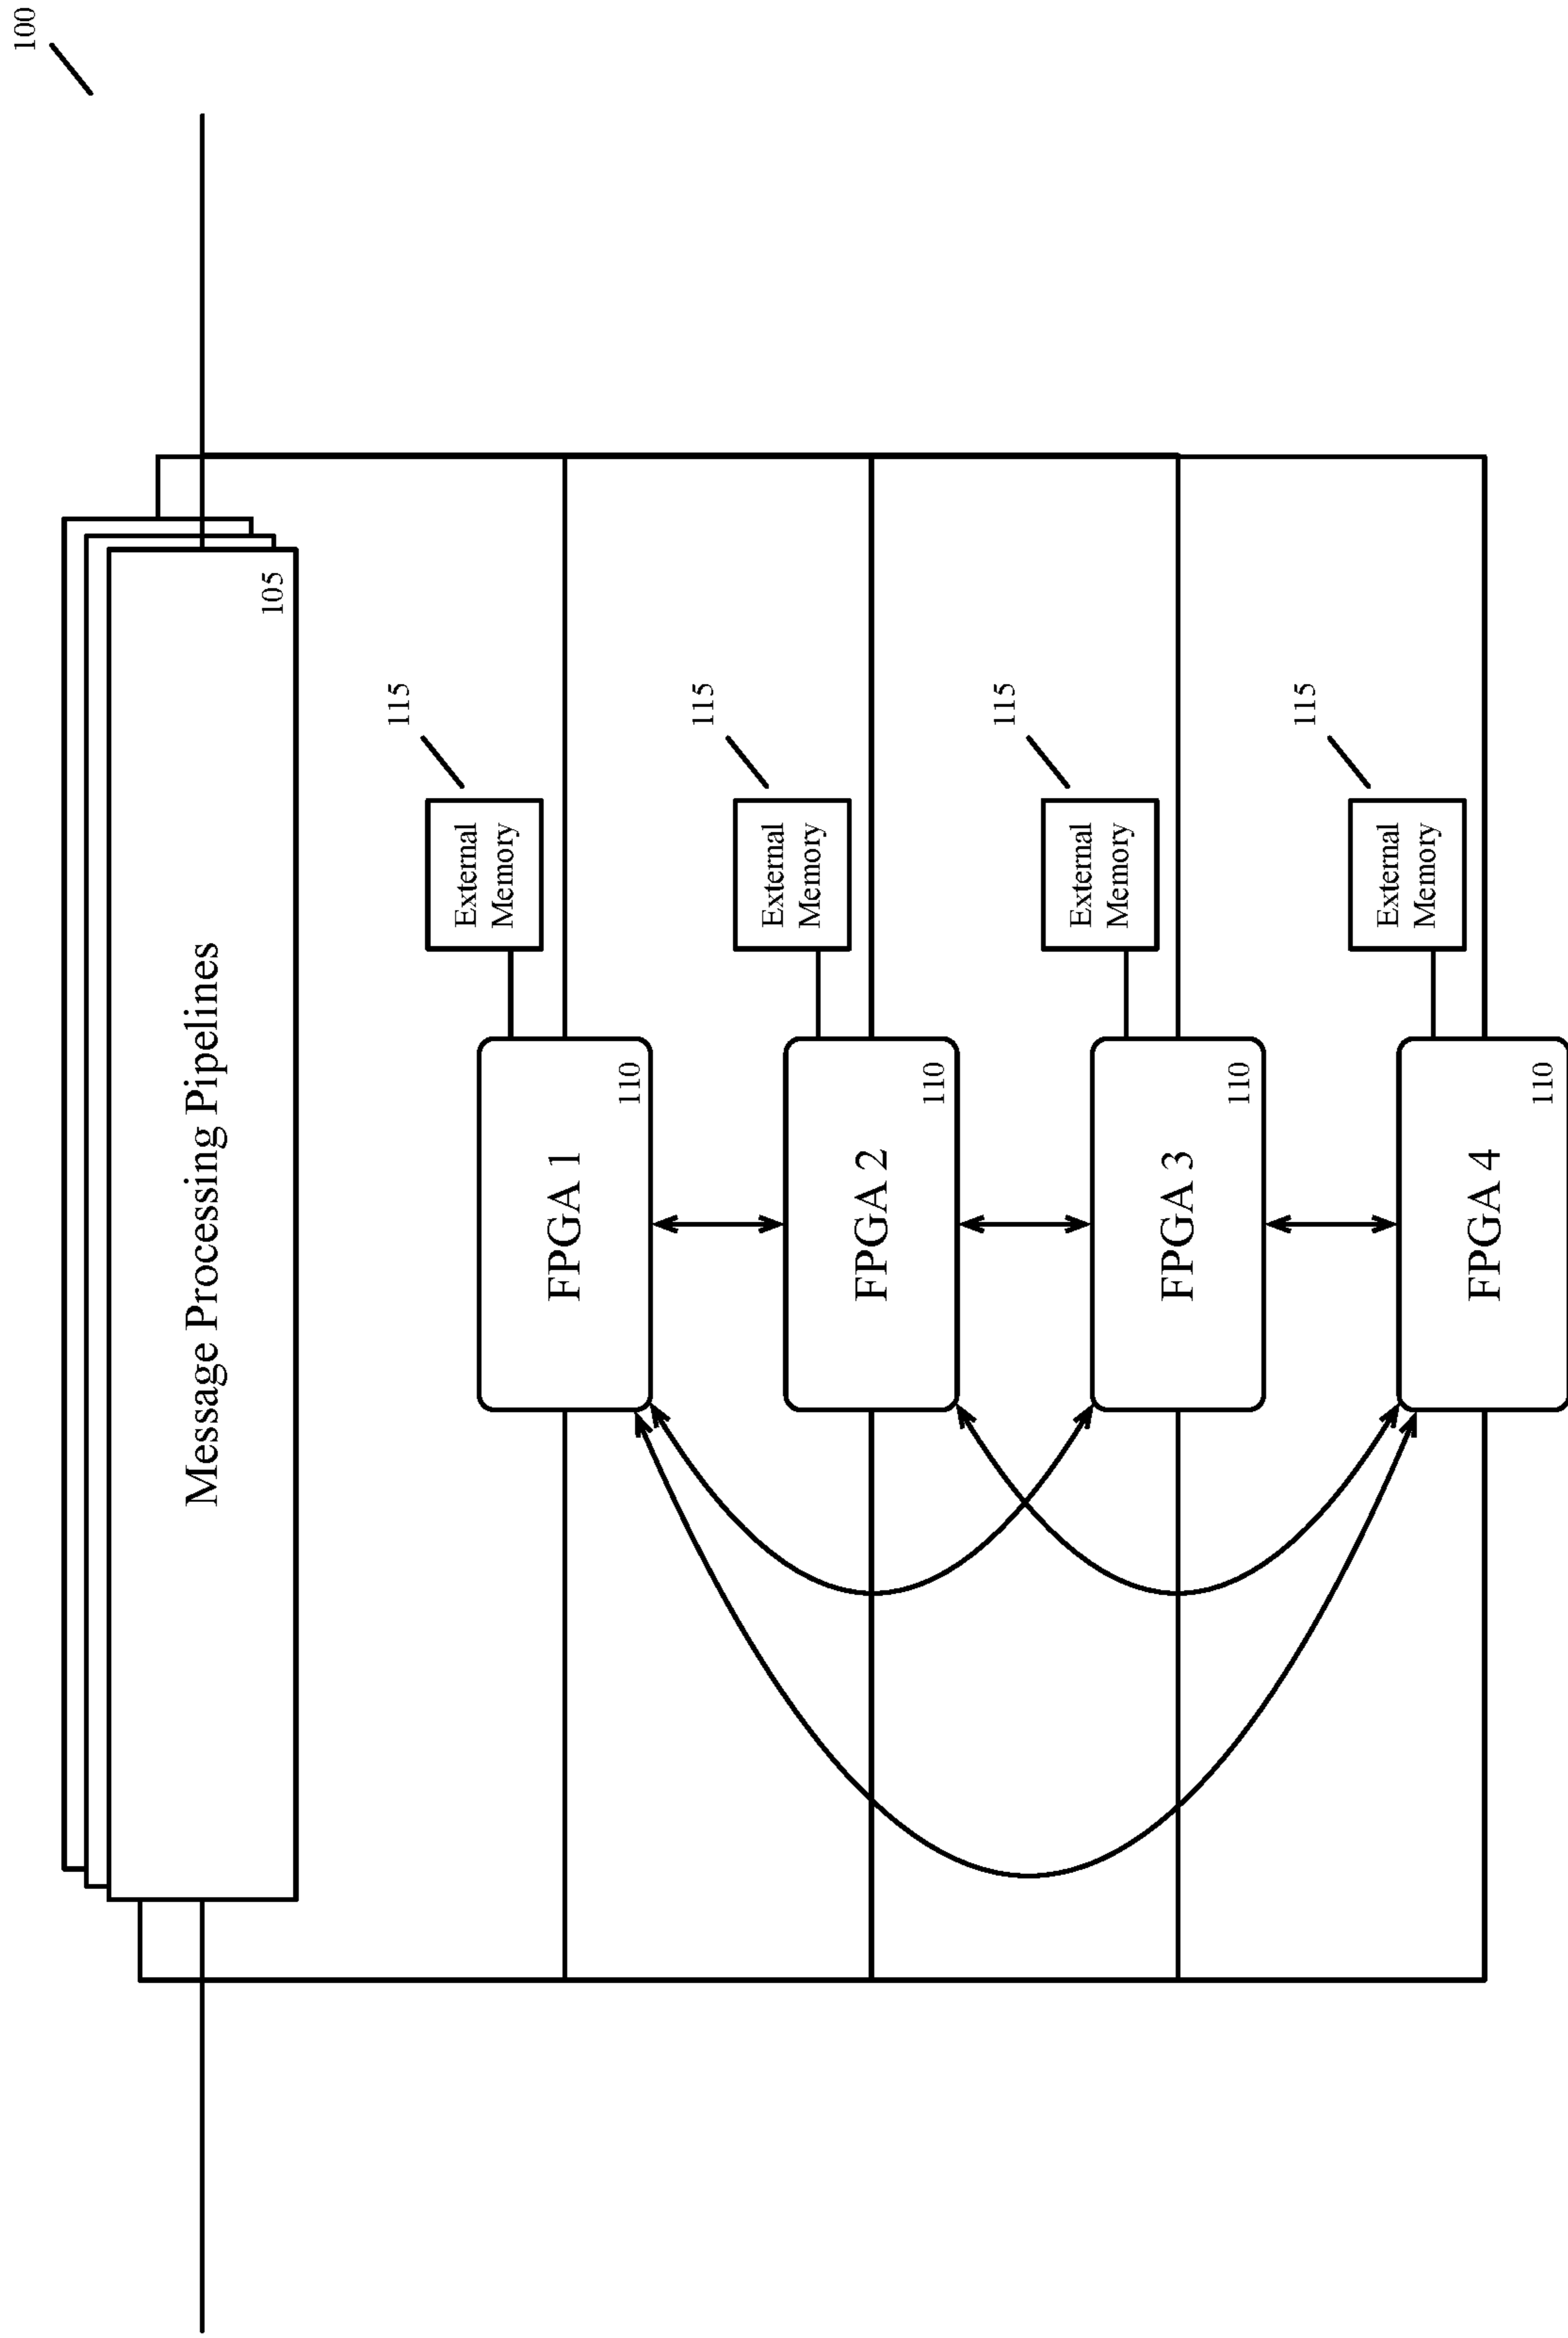 100
Message Processing Pipelines
105
115
External
Memory
FPGA 1
110
115
External
Memory
FPGA 2
110
115
External
Memory
FPGA 3
110
115
External
Memory
FPGA 4
110